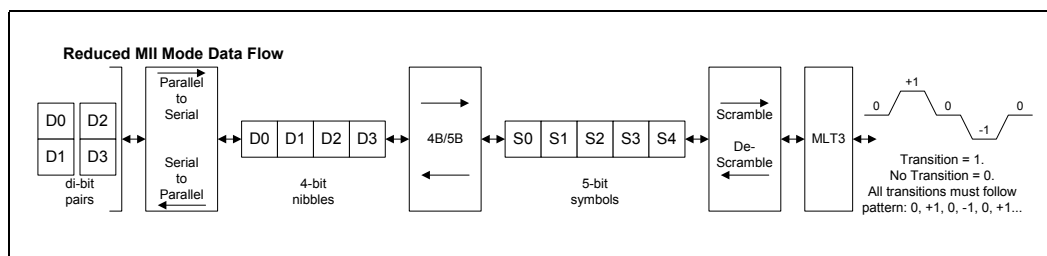 Reduced MII Mode Data Flow
D0 D2
D1 D3
di-bit
pairs
Parallel
to
Serial
Serial
to
Parallel
D0 D1 D2 D3
4-bit
nibbles
4B/5B
S0 S1 S2 S3 S4
5-bit
symbols
Scramble
De-
Scramble
MLT3
0 +1 0 -1 0
Transition = 1.
No Transition = 0.
All transitions must follow
pattern: 0, +1, 0, -1, 0, +1...